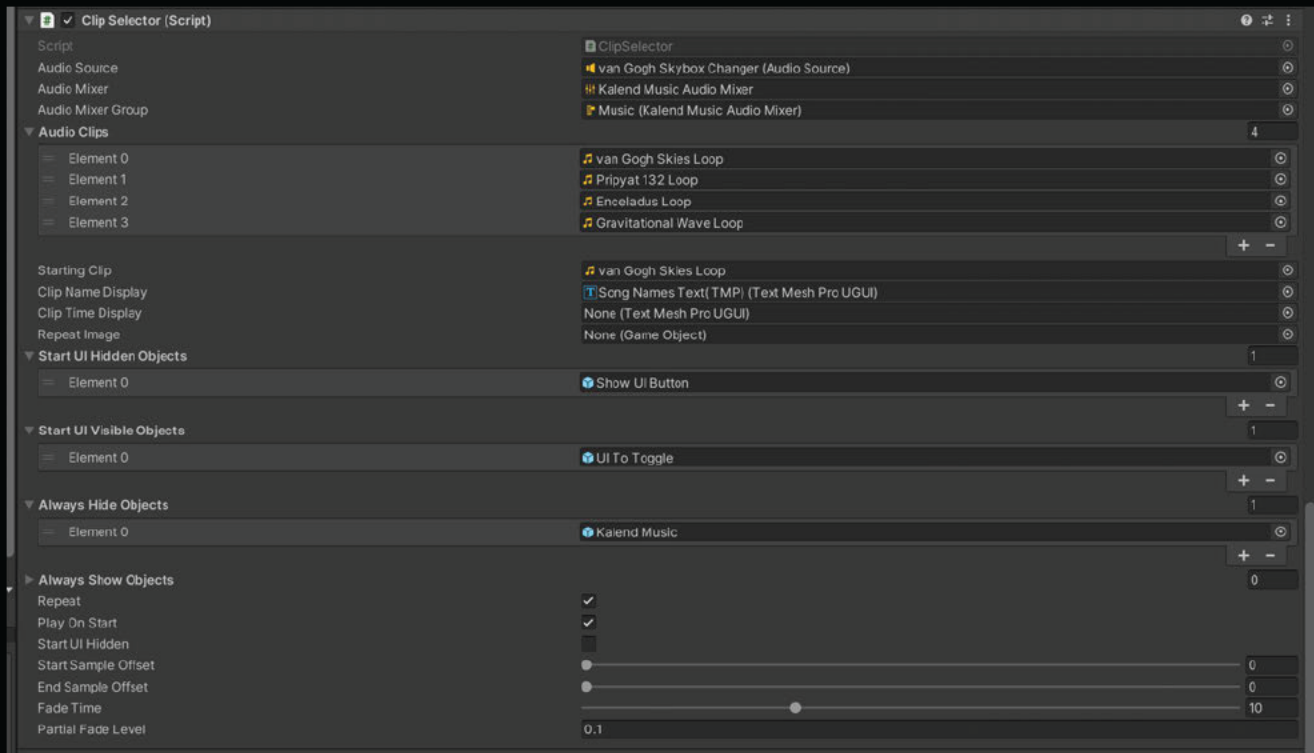 Clip Selector (Script)
Script ClipSelector
Audio Source van Gogh Skybox Changer (Audio Source)
Audio Mixer Kalend Music Audio Mixer
Audio Mixer Group Music (Kalend Music Audio Mixer)
Audio Clips 4
Element 0 van Gogh Skies Loop
Element 1 Pripyat 132 Loop
Element 2 Enceladus Loop
Element 3 Gravitational Wave Loop
+ -
Starting Clip van Gogh Skies Loop
Clip Name Display Song Names Text(TMP) (Text Mesh Pro UGUI)
Clip Time Display None (Text Mesh Pro UGUI)
Repeat Image None (Game Object)
Start UI Hidden Objects 1
Element 0 Show UI Button
+ -
Start UI Visible Objects 1
Element 0 UI To Toggle
+ -
Always Hide Objects 1
Element 0 Kalend Music
+ -
Always Show Objects 0
Repeat
Play On Start
Start UI Hidden
Start Sample Offset 0
End Sample Offset 0
Fade Time 10
Partial Fade Level 0.1